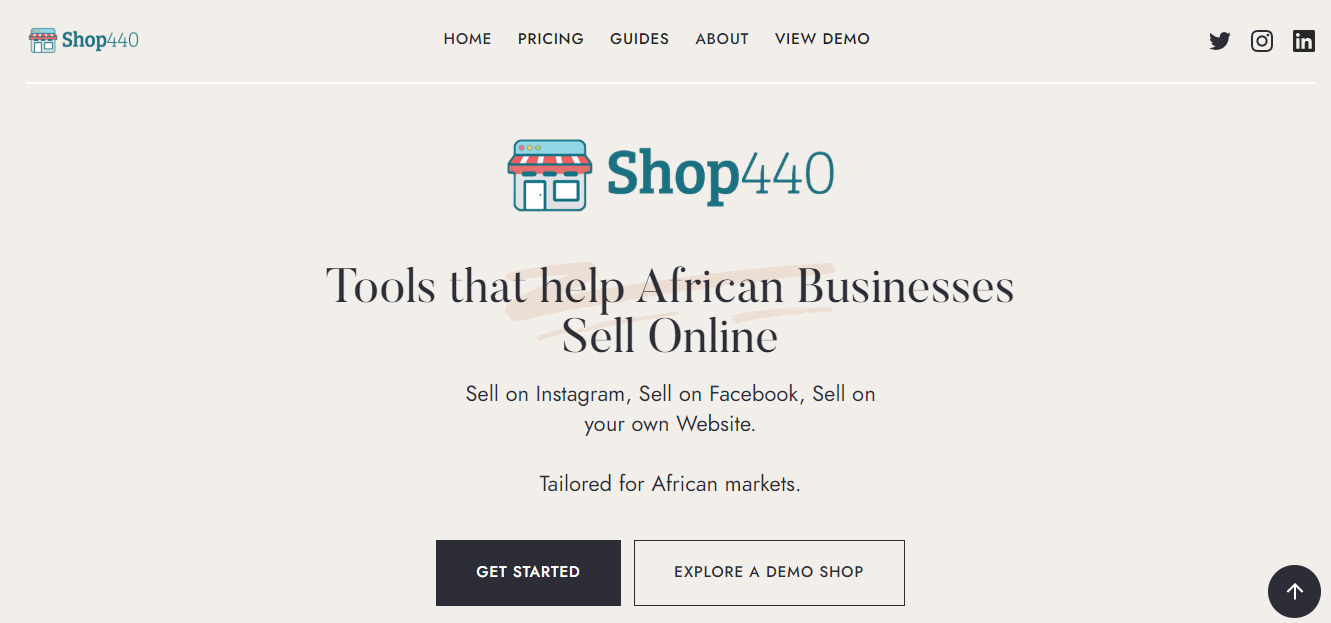 Shop440
HOME PRICING GUIDES ABOUT VIEW DEMO
Shop440
Tools that help African Businesses
Sell Online
Sell on Instagram, Sell on Facebook, Sell on
your own Website.
Tailored for African markets.
GET STARTED
EXPLORE A DEMO SHOP